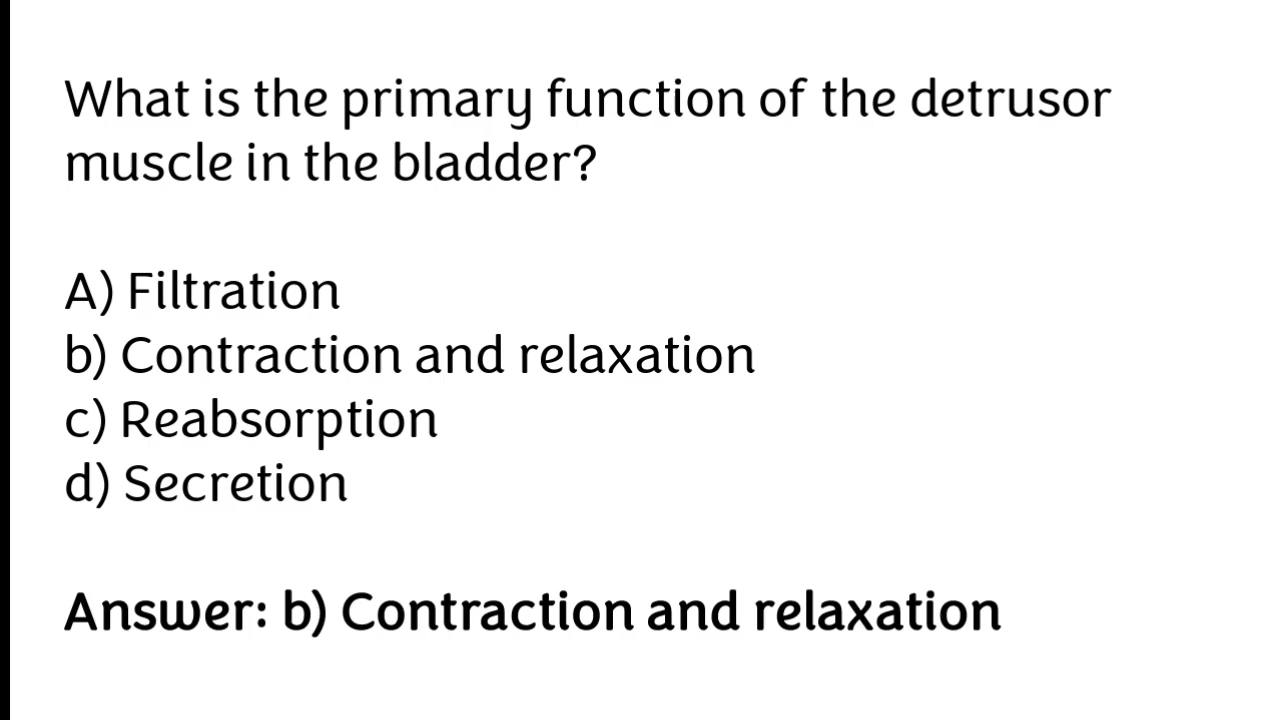 What is the primary function of the detrusor
muscle in the bladder?
A) Filtration
b) Contraction and relaxation
c) Reabsorption
d) Secretion
Answer: b) Contraction and relaxation